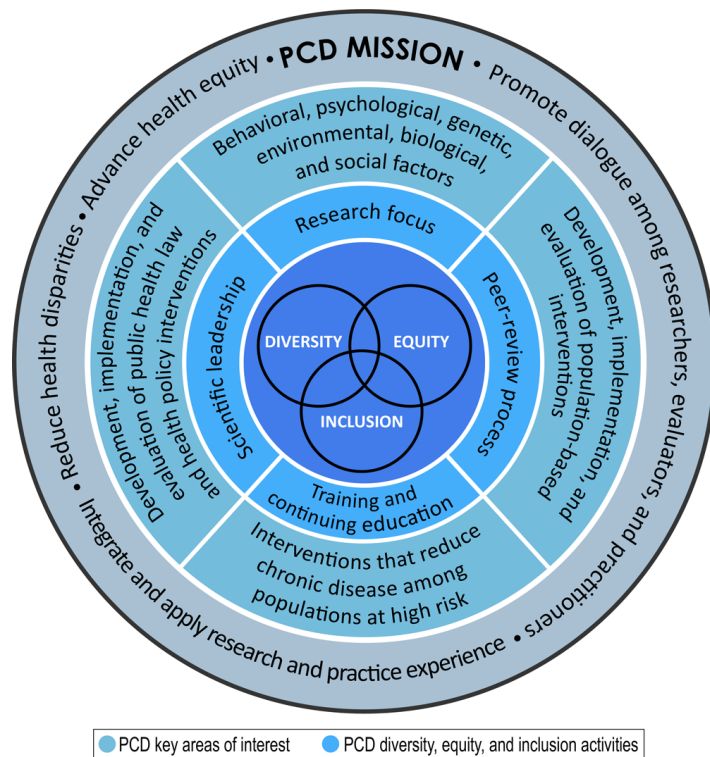 PCD MISSION • Promote dialogue among researchers, evaluators, and practitioners • Integrate and apply research and practice experience • Reduce health disparities • Advance health equity •
Behavioral, psychological, genetic,
environmental, biological,
and social factors
Development, implementation, and
evaluation of population-based
interventions
Interventions that reduce
chronic disease among
populations at high risk
Development, implementation, and
evaluation of public health law
and health policy interventions
Research focus
Peer-review process
Training and
continuing education
Scientific leadership
DIVERSITY
EQUITY
INCLUSION
PCD key areas of interest
PCD diversity, equity, and inclusion activities